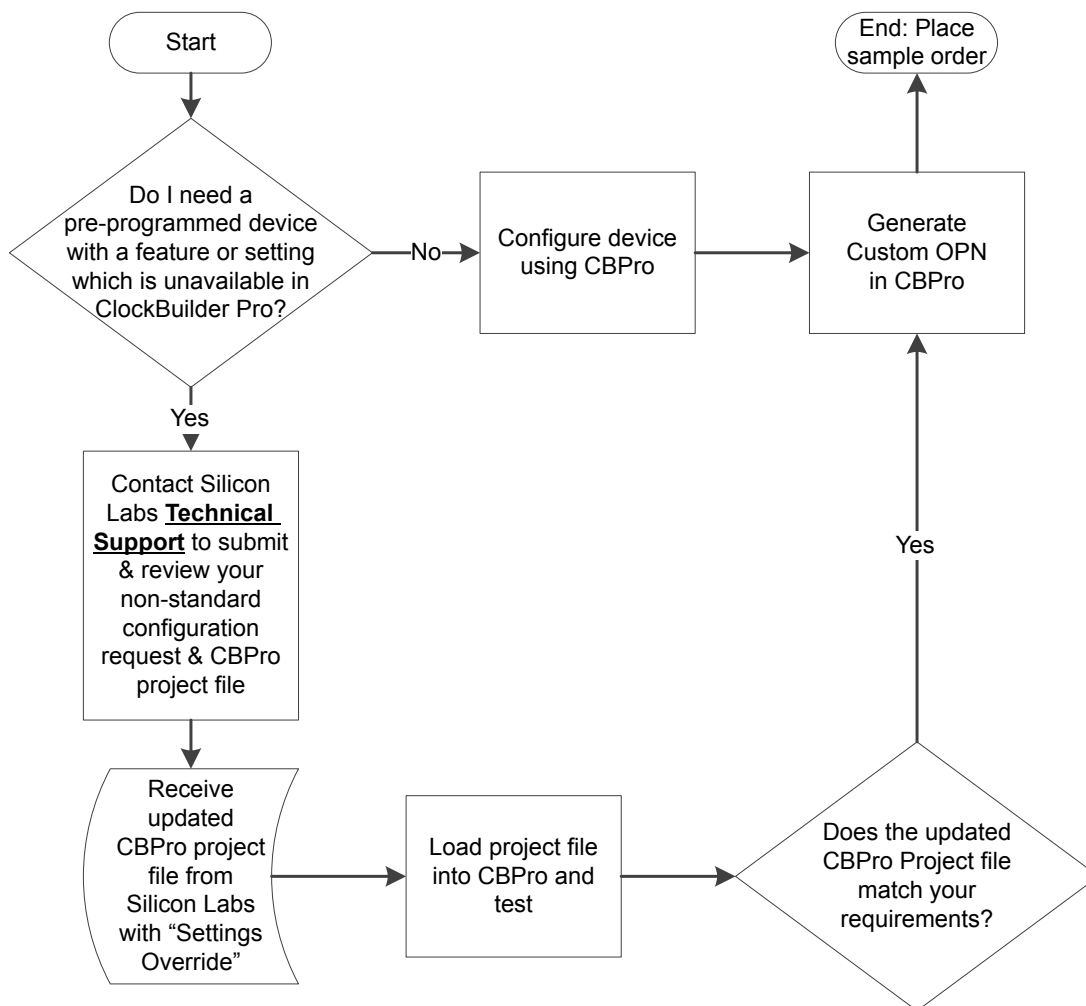 Start
End: Place
sample order
Do I need a
pre-programmed device
with a feature or setting
which is unavailable in
ClockBuilder Pro?
No
Configure device
using CBPro
Generate
Custom OPN
in CBPro
Yes
Contact Silicon
Labs Technical
Support to submit
& review your
non-standard
configuration
request & CBPro
project file
Yes
Receive
updated
CBPro project
file from
Silicon Labs
with “Settings
Override”
Load project file
into CBPro and
test
Does the updated
CBPro Project file
match your
requirements?